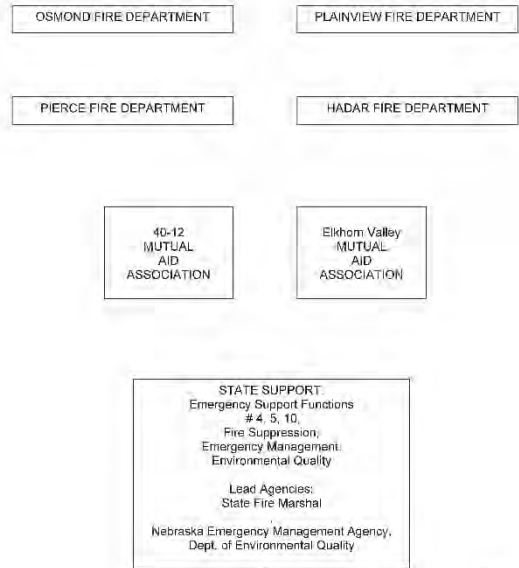 OSMOND FIRE DEPARTMENT
PLAINVIEW FIRE DEPARTMENT
PIERCE FIRE DEPARTMENT
HADAR FIRE DEPARTMENT
40-12
MUTUAL
AID
ASSOCIATION
Elkhorn Valley
MUTUAL
AID
ASSOCIATION
STATE SUPPORT:
Emergency Support Functions
# 4, 5, 10,
Fire Suppression,
Emergency Management,
Environmental Quality
Lead Agencies:
State Fire Marshal
,
Nebraska Emergency Management Agency,
Dept. of Environmental Quality